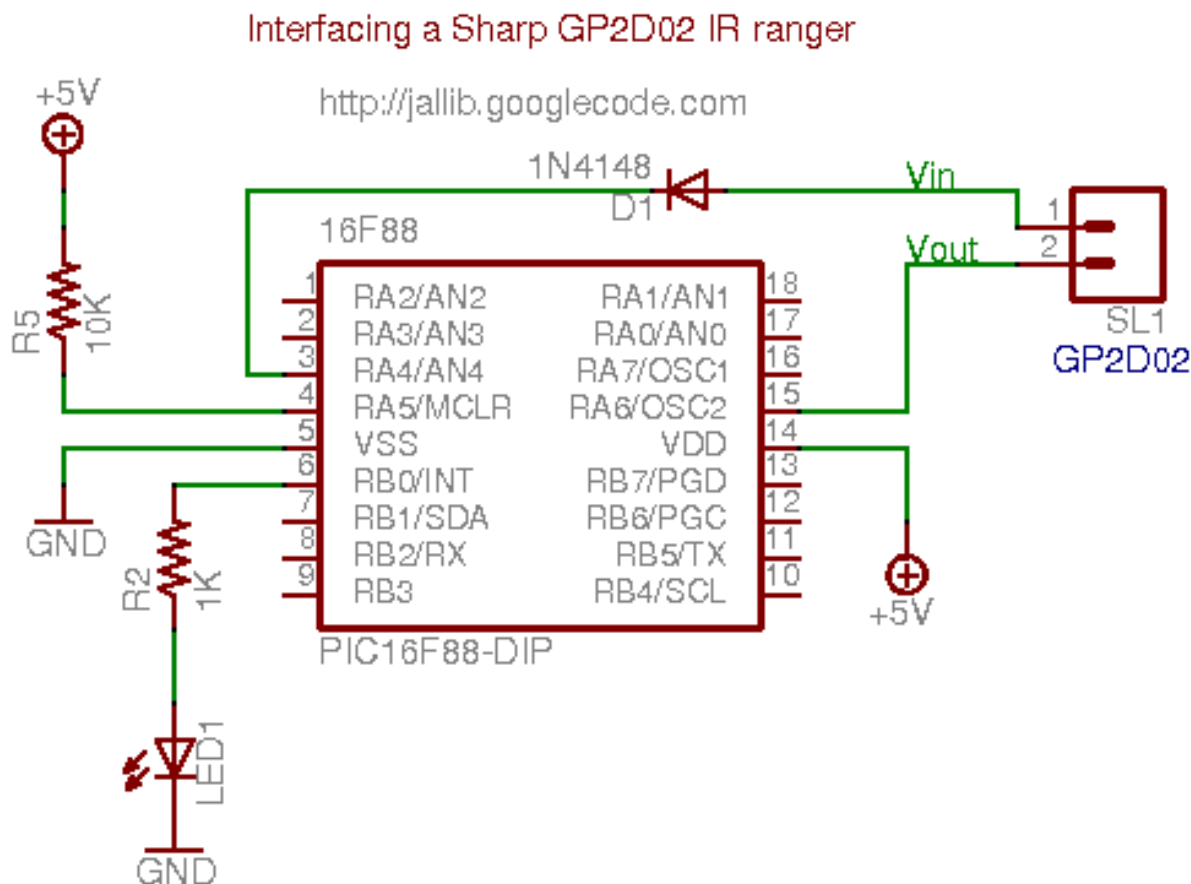 Interfacing a Sharp GP2D02 IR ranger
+5V
http://jallib.googlecode.com
1N4148
D1
Vin
Vout
1
2
SL1
GP2D02
16F88
R5
10K
1 RA2/AN2 RA1/AN1 18
2 RA3/AN3 RA0/AN0 17
3 RA4/AN4 RA7/OSC1 16
4 RA5/MCLR RA6/OSC2 15
5 VSS VDD 14
6 RB0/INT RB7/PGD 13
7 RB1/SDA RB6/PGC 12
8 RB2/RX RB5/TX 11
9 RB3 RB4/SCL 10
PIC16F88-DIP
GND
R2
1K
+5V
LED1
GND